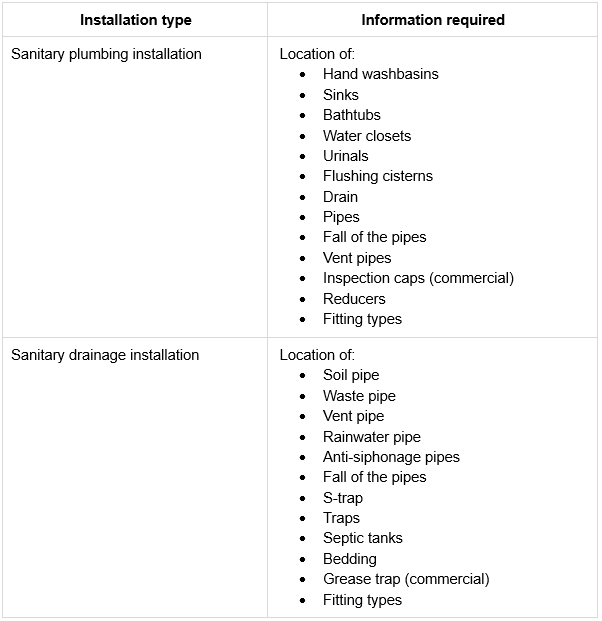 Installation type
Information required
Sanitary plumbing installation
Location of:
• Hand washbasins
• Sinks
• Bathtubs
• Water closets
• Urinals
• Flushing cisterns
• Drain
• Pipes
• Fall of the pipes
• Vent pipes
• Inspection caps (commercial)
• Reducers
• Fitting types
Sanitary drainage installation
Location of:
• Soil pipe
• Waste pipe
• Vent pipe
• Rainwater pipe
• Anti-siphonage pipes
• Fall of the pipes
• S-trap
• Traps
• Septic tanks
• Bedding
• Grease trap (commercial)
• Fitting types